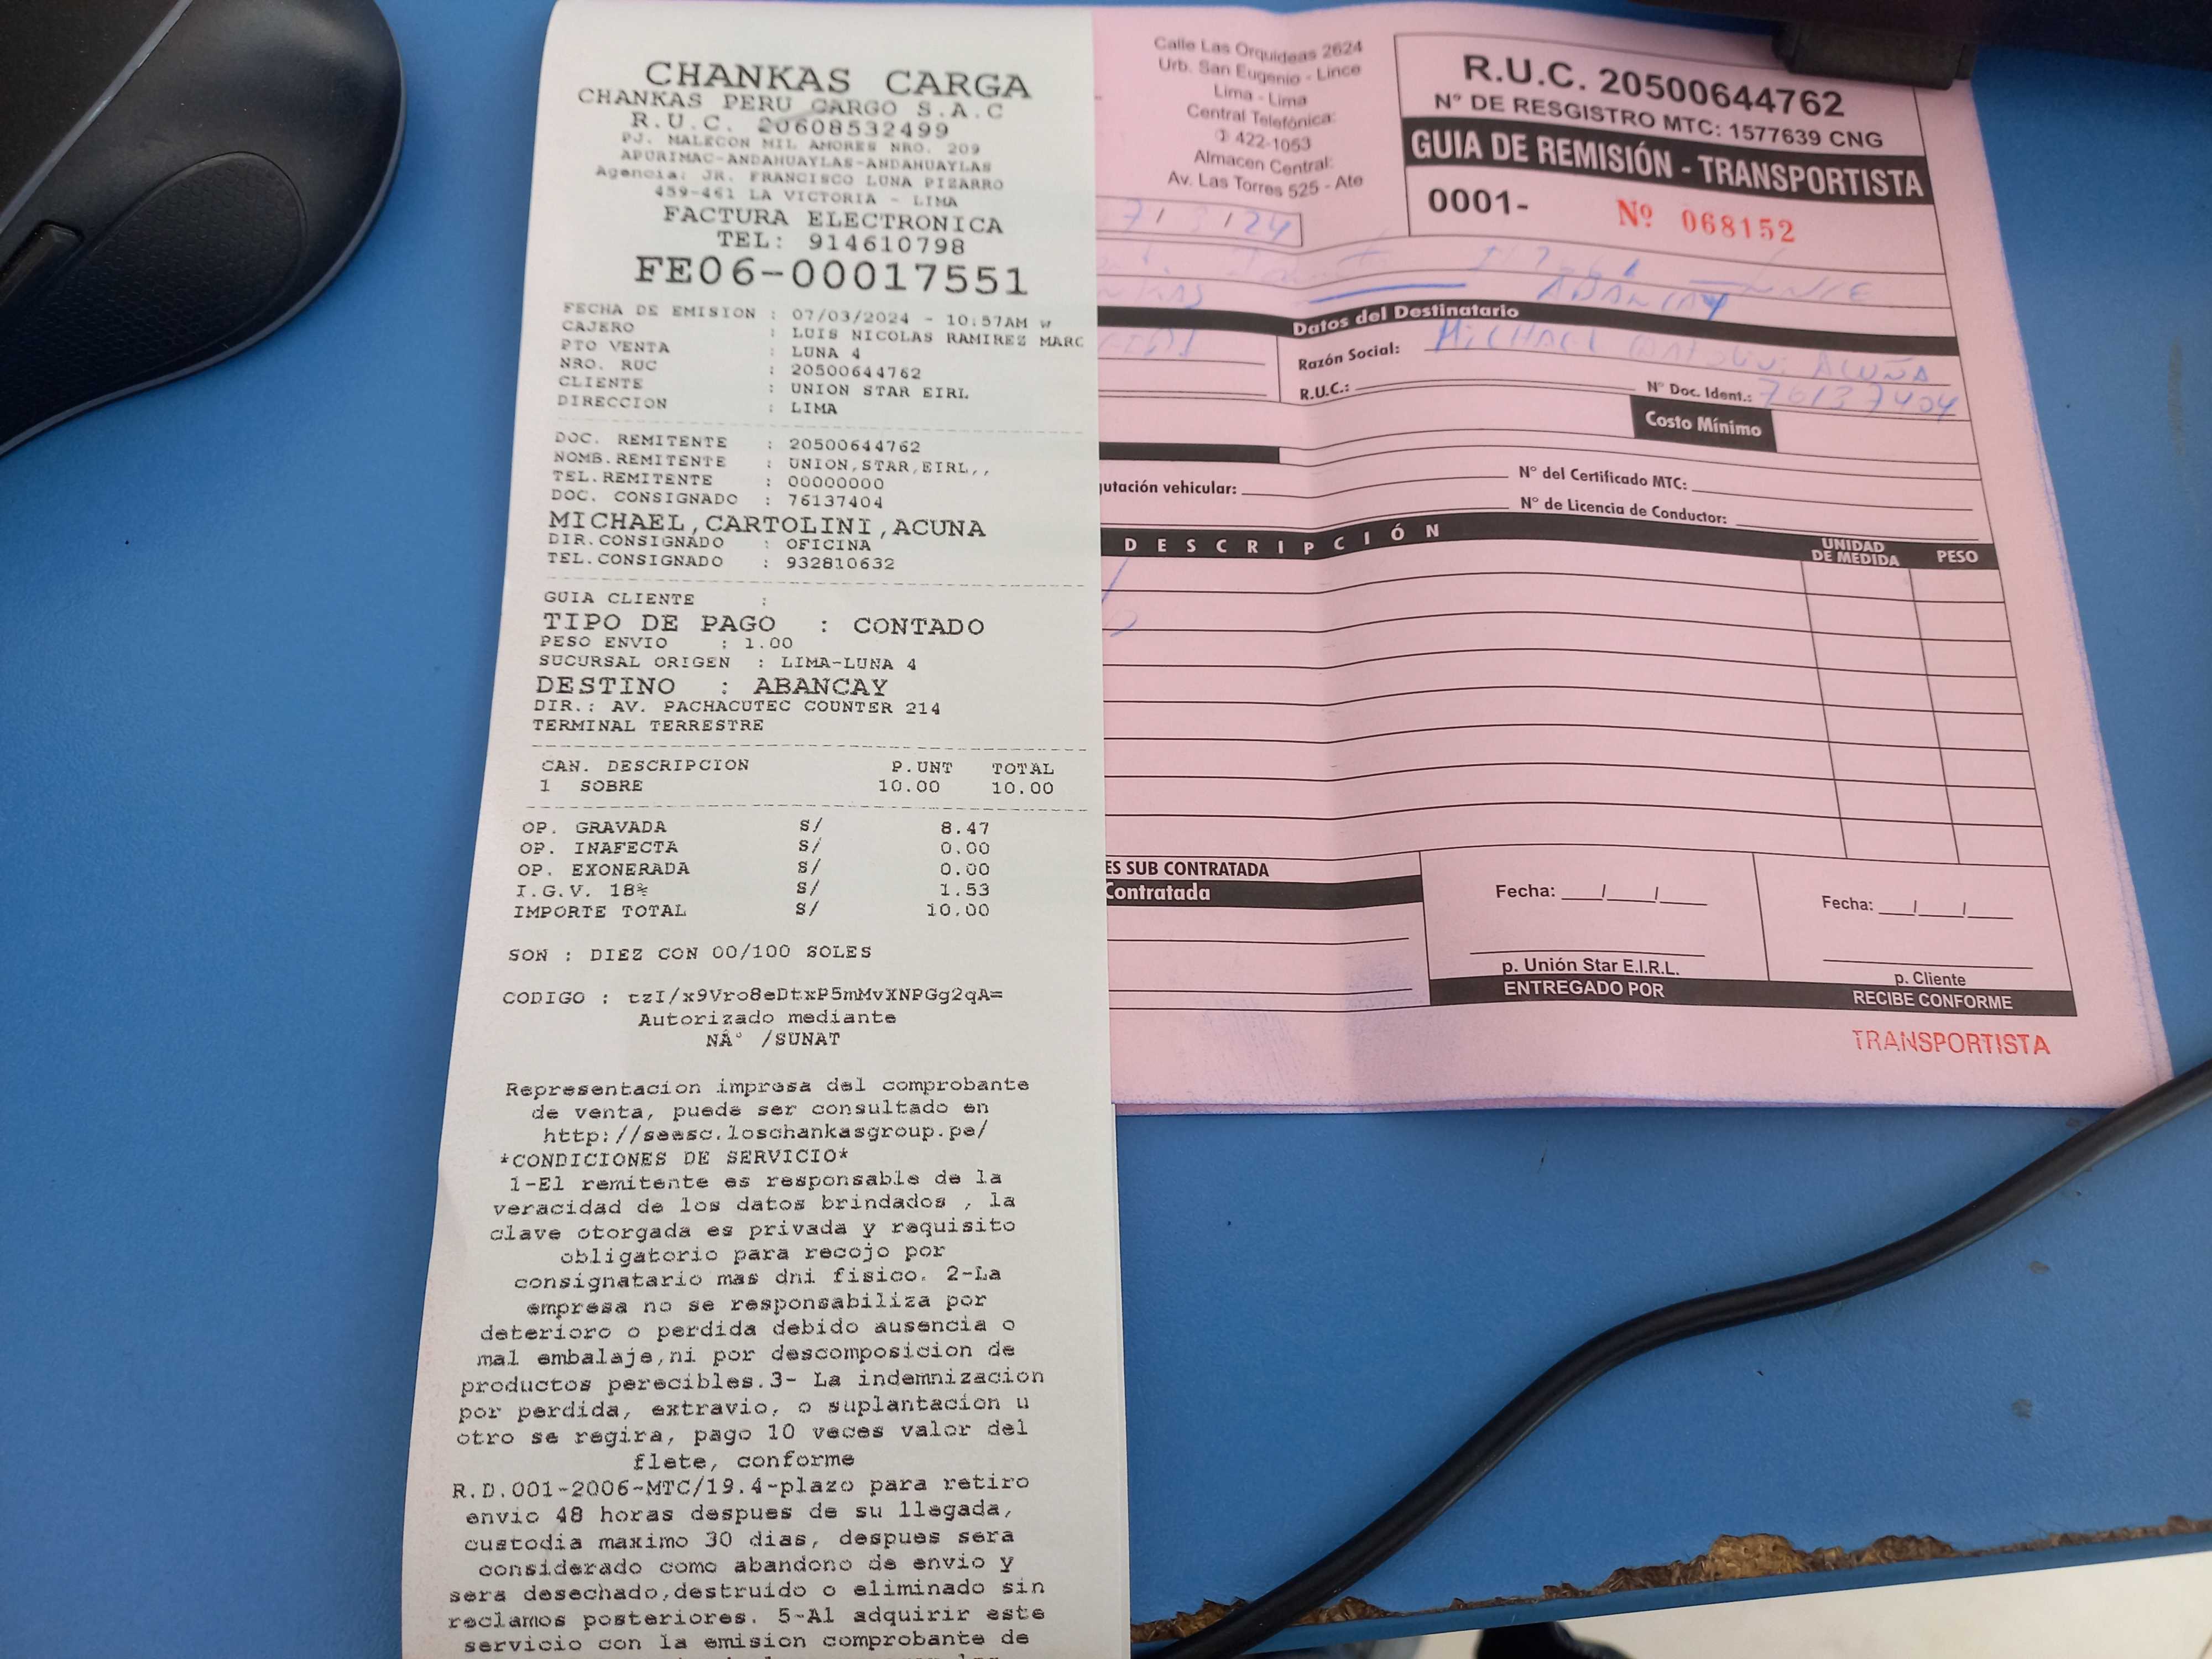 CHANKAS CARGA
CHANKAS PERU CARGO S.A.C
R.U.C. 20608532499
PJ. MALECON MIL AMORES NRO. 209
APURIMAC-ANDAHUAYLAS-ANDAHUAYLAS
Agencia: JR. FRANCISCO LUNA PIZARRO
459-461 LA VICTORIA - LIMA
FACTURA ELECTRONICA
TEL: 914610798
FE06-00017551
FECHA DE EMISION : 07/03/2024 - 10:57AM w
CAJERO : LUIS NICOLAS RAMIREZ MARC
PTO VENTA : LUNA 4
NRO. RUC : 20500644762
CLIENTE : UNION STAR EIRL
DIRECCION : LIMA
DOC. REMITENTE : 20500644762
NOMB.REMITENTE : UNION,STAR,EIRL,,
TEL.REMITENTE : 00000000
DOC. CONSIGNADO : 76137404
MICHAEL,CARTOLINI,ACUNA
DIR.CONSIGNADO : OFICINA
TEL.CONSIGNADO : 932810632
GUIA CLIENTE :
TIPO DE PAGO : CONTADO
PESO ENVIO : 1.00
SUCURSAL ORIGEN : LIMA-LUNA 4
DESTINO : ABANCAY
DIR.: AV. PACHACUTEC COUNTER 214
TERMINAL TERRESTRE
CAN. DESCRIPCION P.UNT TOTAL
1 SOBRE 10.00 10.00
OP. GRAVADA S/ 8.47
OP. INAFECTA S/ 0.00
OP. EXONERADA S/ 0.00
I.G.V. 18% S/ 1.53
IMPORTE TOTAL S/ 10.00
SON : DIEZ CON 00/100 SOLES
CODIGO : tzI/x9Vro8eDtxP5mMvXNPGg2qA=
Autorizado mediante
NÂ° /SUNAT
Representacion impresa del comprobante
de venta, puede ser consultado en
http://seesc.loschankasgroup.pe/
*CONDICIONES DE SERVICIO*
1-El remitente es responsable de la
veracidad de los datos brindados , la
clave otorgada es privada y requisito
obligatorio para recojo por
consignatario mas dni fisico. 2-La
empresa no se responsabiliza por
deterioro o perdida debido ausencia o
mal embalaje,ni por descomposicion de
productos perecibles.3- La indemnizacion
por perdida, extravio, o suplantacion u
otro se regira, pago 10 veces valor del
flete, conforme
R.D.001-2006-MTC/19.4-plazo para retiro
envio 48 horas despues de su llegada,
custodia maximo 30 dias, despues sera
considerado como abandono de envio y
sera desechado,destruido o eliminado sin
reclamos posteriores. 5-Al adquirir este
servicio con la emision comprobante de
Calle Las Orquídeas 2624
Urb. San Eugenio - Lince
Lima - Lima
Central Telefónica:
422-1053
Almacen Central:
Av. Las Torres 525 - Ate
R.U.C. 20500644762
N° DE RESGISTRO MTC: 1577639 CNG
GUIA DE REMISIÓN - TRANSPORTISTA
0001- Nº 068152
ABANCAY
Datos del Destinatario
Razón Social: MICHAEL ACUÑA
R.U.C.: N° Doc. Ident.: 76137404
Costo Mínimo
utación vehicular: N° del Certificado MTC:
N° de Licencia de Conductor:
DESCRIPCIÓN UNIDAD DE MEDIDA PESO
ES SUB CONTRATADA
Contratada
Fecha: __/__/__ Fecha: __/__/__
p. Unión Star E.I.R.L. p. Cliente
ENTREGADO POR RECIBE CONFORME
TRANSPORTISTA